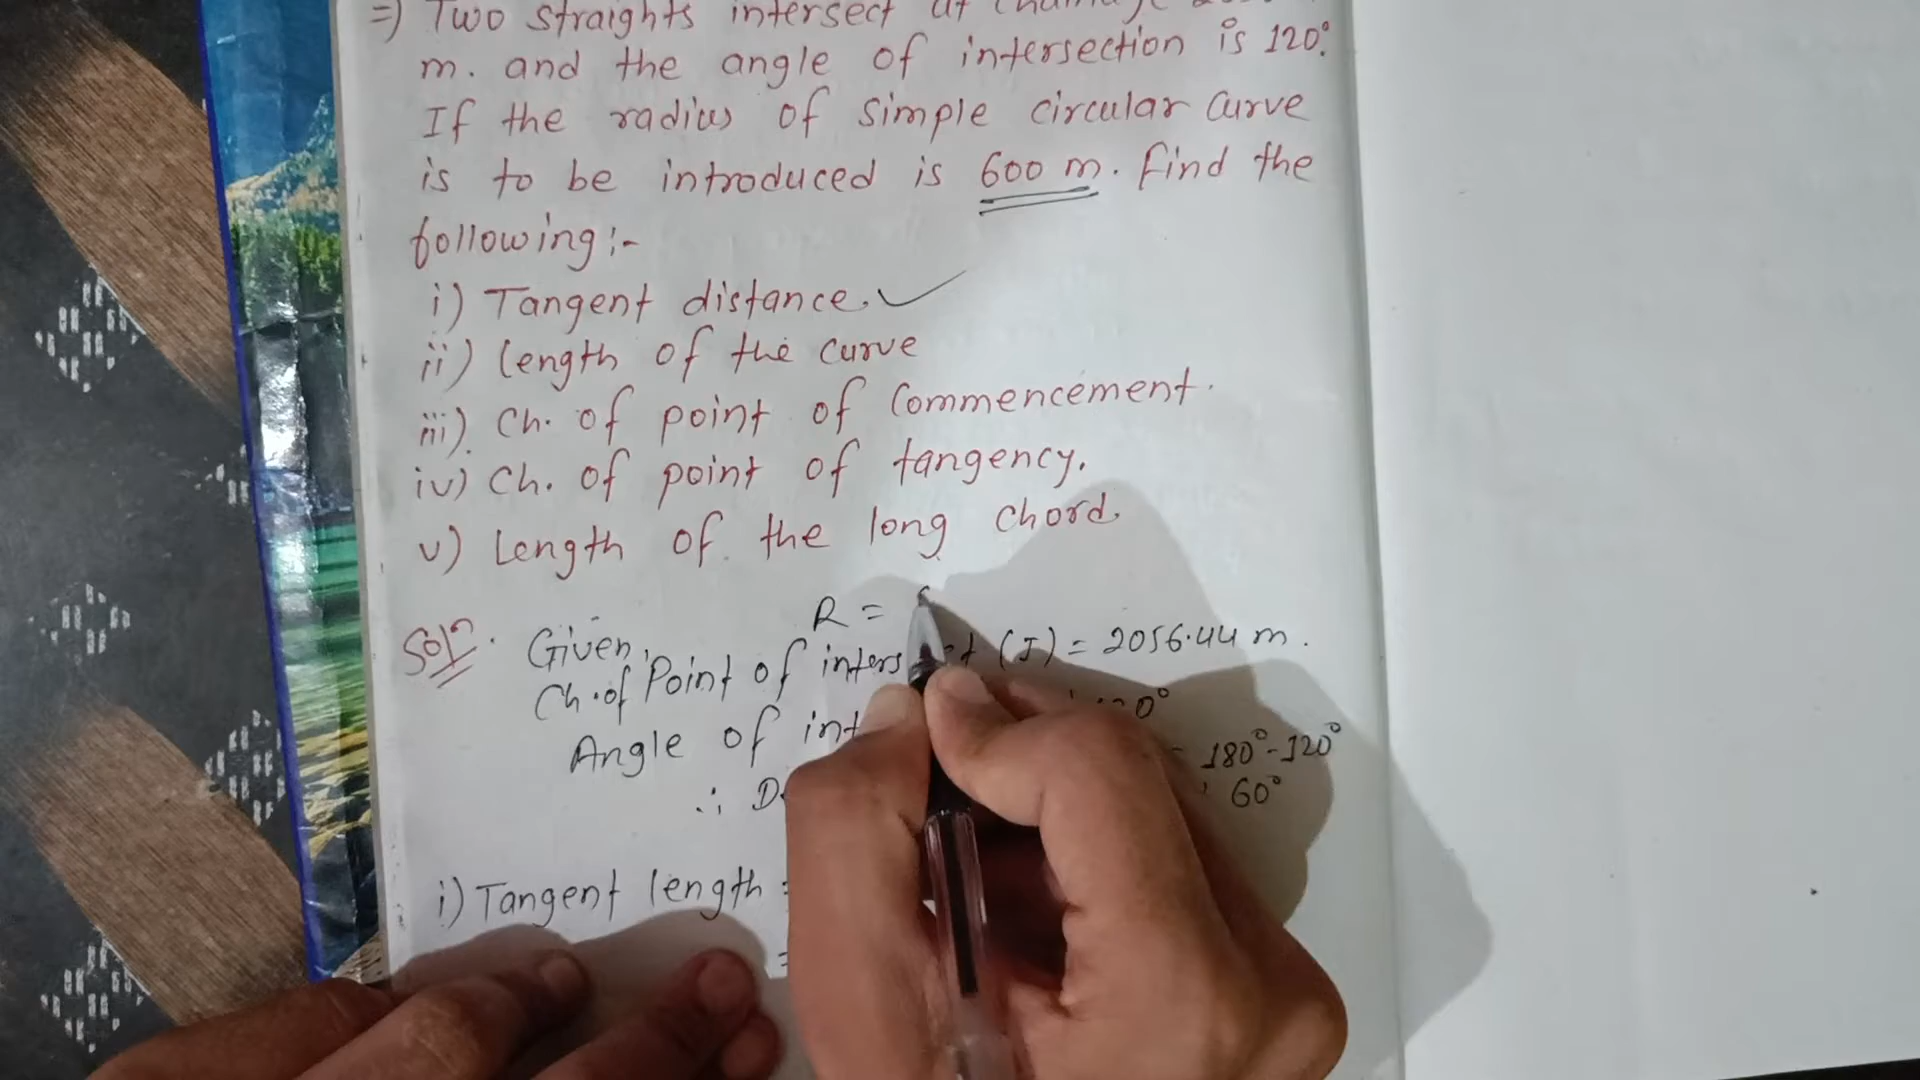 =) Two straights intersect at
m. and the angle of intersection is 120°.
If the radius of simple circular curve
is to be introduced is 600 m. Find the
following :-
i) Tangent distance. ✓
ii) length of the curve
iii) Ch. of point of Commencement.
iv) Ch. of point of tangency.
v) Length of the long chord.
R =
Soln. Given,
Ch. of Point of (I) = 2056.44 m.
Angle of
∴ = 180° - 120°
60°
i) Tangent length =
=